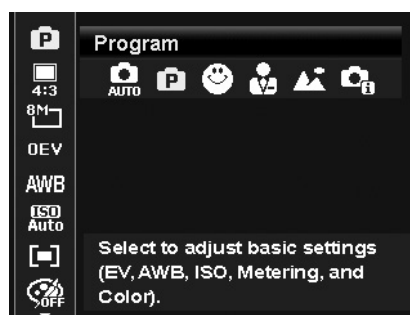 P
Program
AUTO P V- i
4:3
8M
0EV
AWB
ISO
Auto
Select to adjust basic settings
(EV, AWB, ISO, Metering, and
Color).
OFF